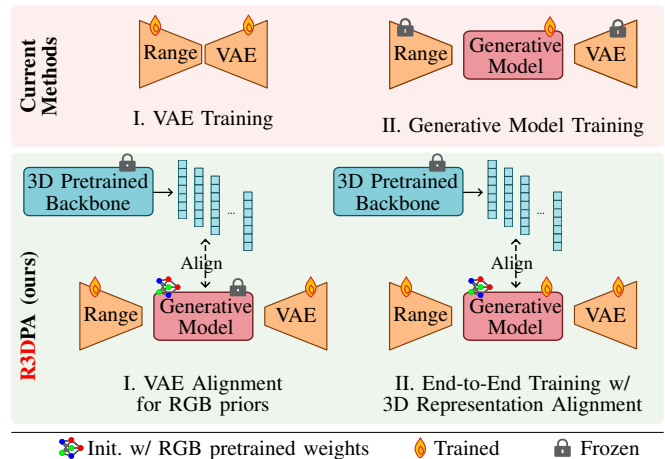 Current
Methods
Range
VAE
I. VAE Training
Range
Generative
Model
VAE
II. Generative Model Training
R3DPA (ours)
3D Pretrained
Backbone
...
Align
Range
Generative
Model
VAE
I. VAE Alignment
for RGB priors
3D Pretrained
Backbone
...
Align
Range
Generative
Model
VAE
II. End-to-End Training w/
3D Representation Alignment
Init. w/ RGB pretrained weights
Trained
Frozen